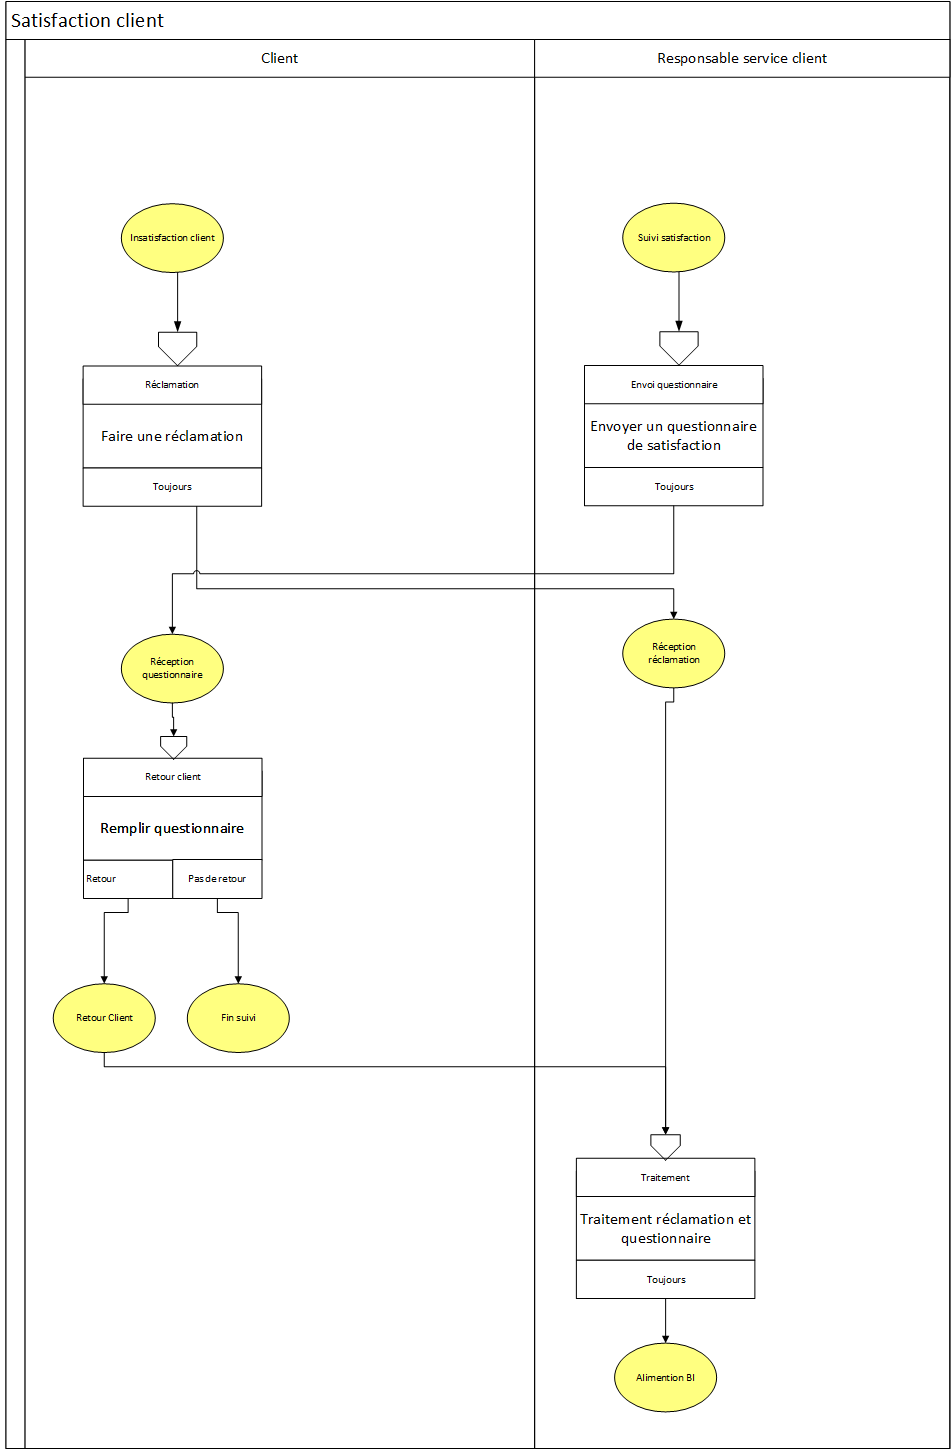 Satisfaction client
Client
Responsable service client
Insatisfaction client
Suivi satisfaction
Réclamation
Faire une réclamation
Toujours
Envoi questionnaire
Envoyer un questionnaire
de satisfaction
Toujours
Réception
questionnaire
Réception
réclamation
Retour client
Remplir questionnaire
Retour
Pas de retour
Retour Client
Fin suivi
Traitement
Traitement réclamation et
questionnaire
Toujours
Alimention BI